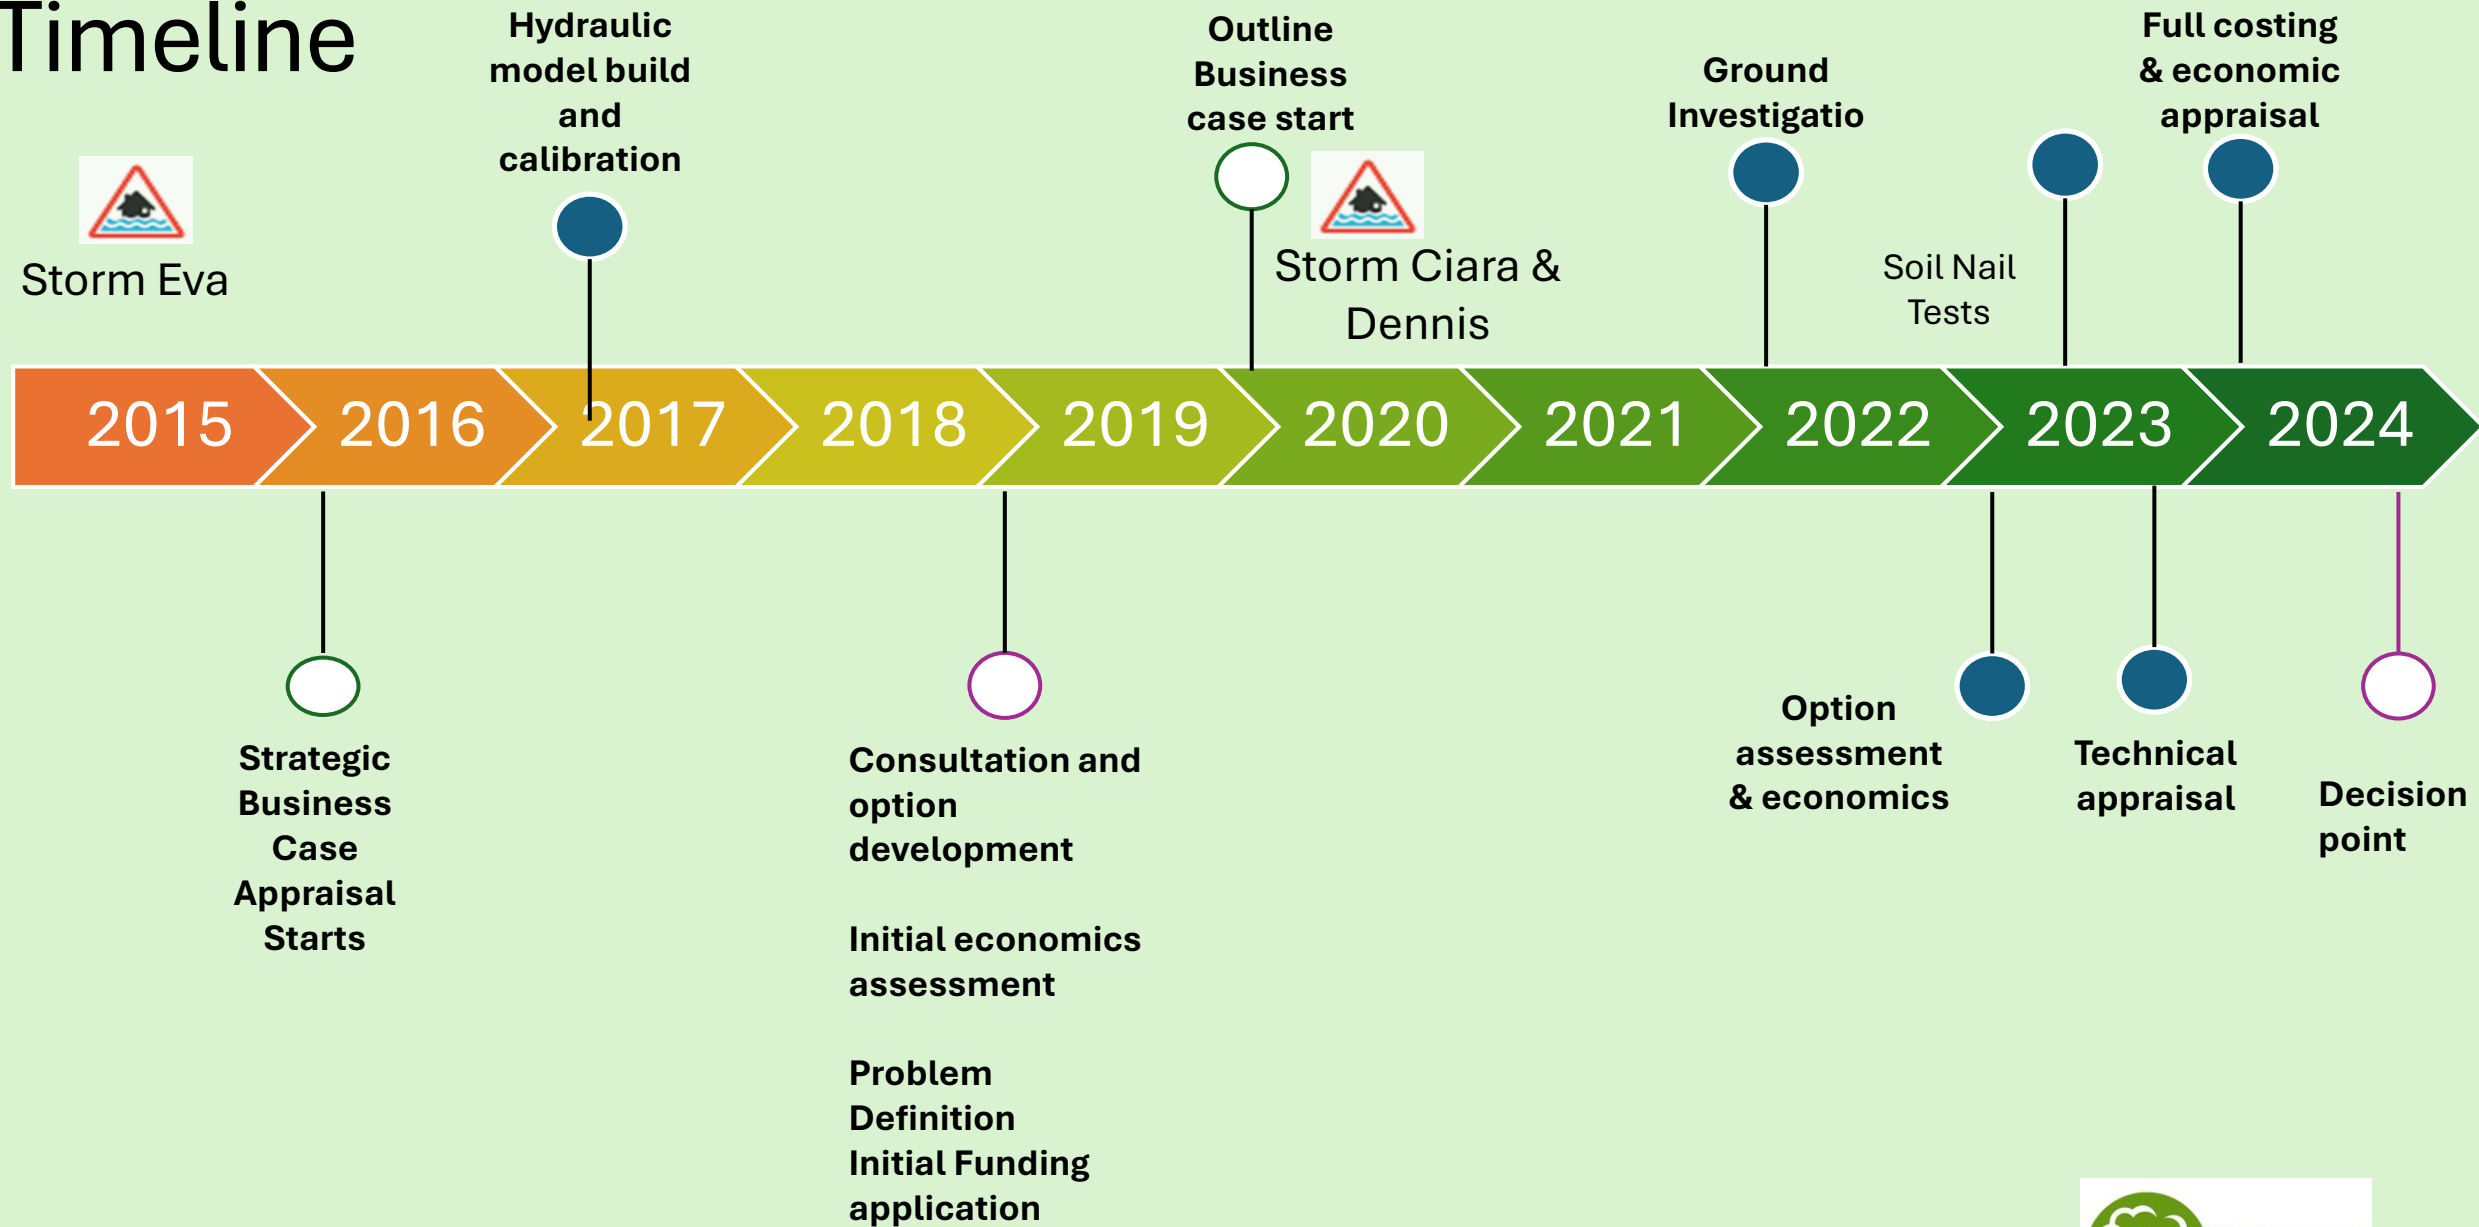 Timeline
Hydraulic
model build
and
calibration
Outline
Business
case start
Ground
Investigatio
Full costing
& economic
appraisal
Storm Eva
Storm Ciara &
Dennis
Soil Nail
Tests
2015
2016
2017
2018
2019
2020
2021
2022
2023
2024
Strategic
Business
Case
Appraisal
Starts
Consultation and
option
development
Initial economics
assessment
Problem
Definition
Initial Funding
application
Option
assessment
& economics
Technical
appraisal
Decision
point